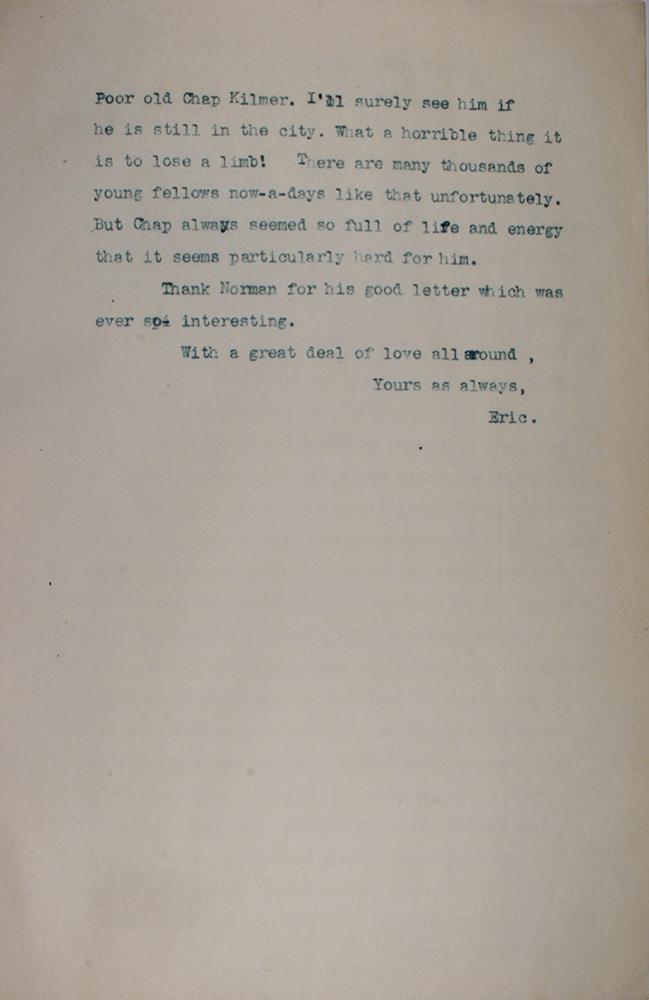 Poor old Chap Kilmer. I'll surely see him if
he is still in the city. What a horrible thing it
is to lose a limb! There are many thousands of
young fellows now-a-days like that unfortunately.
But Chap always seemed so full of life and energy
that it seems particularly hard for him.
Thank Norman for his good letter which was
ever so interesting.
With a great deal of love all around ,
Yours as always,
Eric.